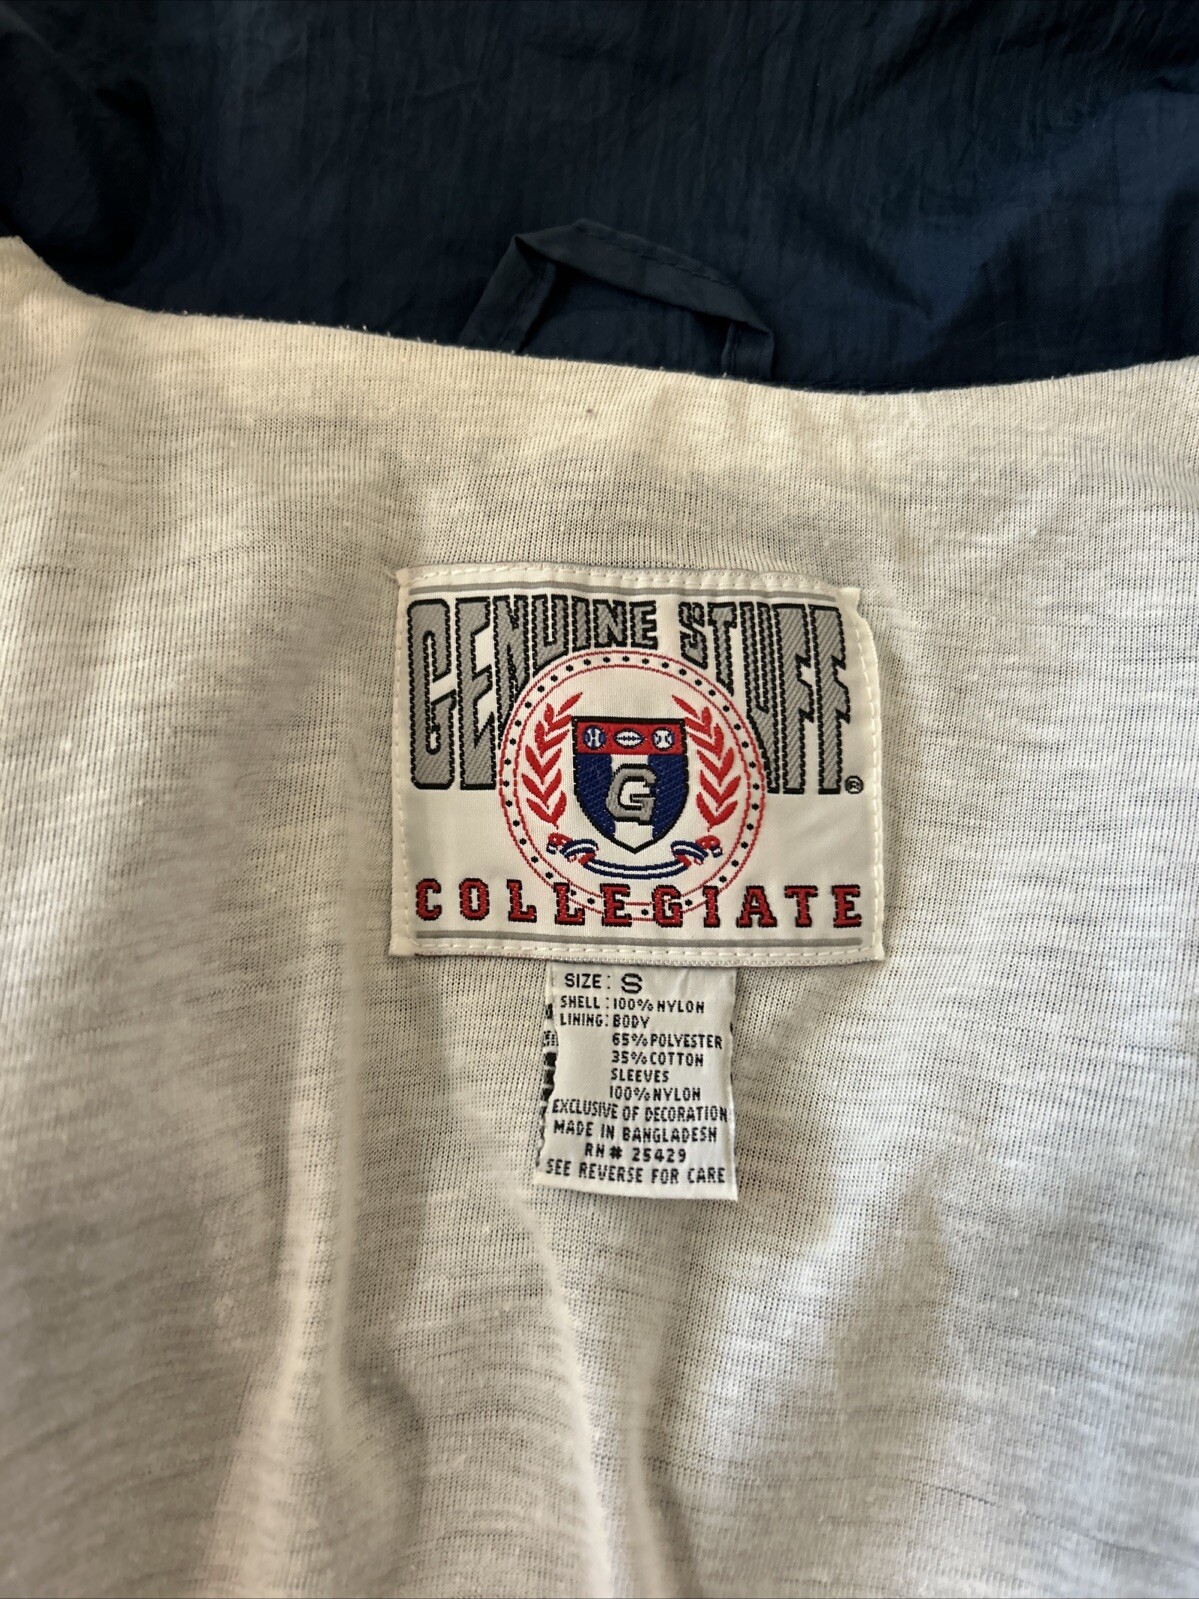 GENUINE STUFF®
G
COLLEGIATE
SIZE: S
SHELL: 100% NYLON
LINING: BODY
65% POLYESTER
35% COTTON
SLEEVES
100% NYLON
EXCLUSIVE OF DECORATION
MADE IN BANGLADESH
RN# 25429
SEE REVERSE FOR CARE